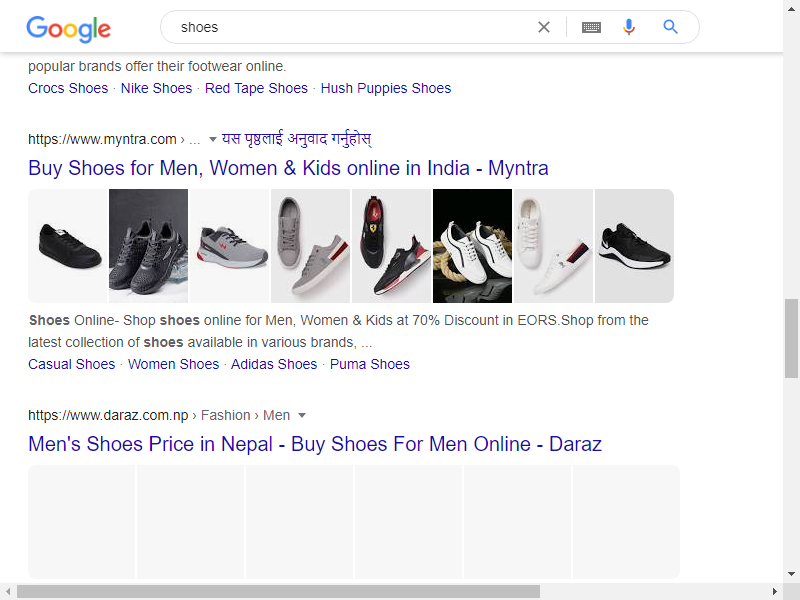 Google
shoes
popular brands offer their footwear online.
Crocs Shoes · Nike Shoes · Red Tape Shoes · Hush Puppies Shoes
https://www.myntra.com › ... यस पृष्ठलाई अनुवाद गर्नुहोस्
Buy Shoes for Men, Women & Kids online in India - Myntra
Shoes Online- Shop shoes online for Men, Women & Kids at 70% Discount in EORS.Shop from the
latest collection of shoes available in various brands, ...
Casual Shoes · Women Shoes · Adidas Shoes · Puma Shoes
https://www.daraz.com.np › Fashion › Men
Men's Shoes Price in Nepal - Buy Shoes For Men Online - Daraz